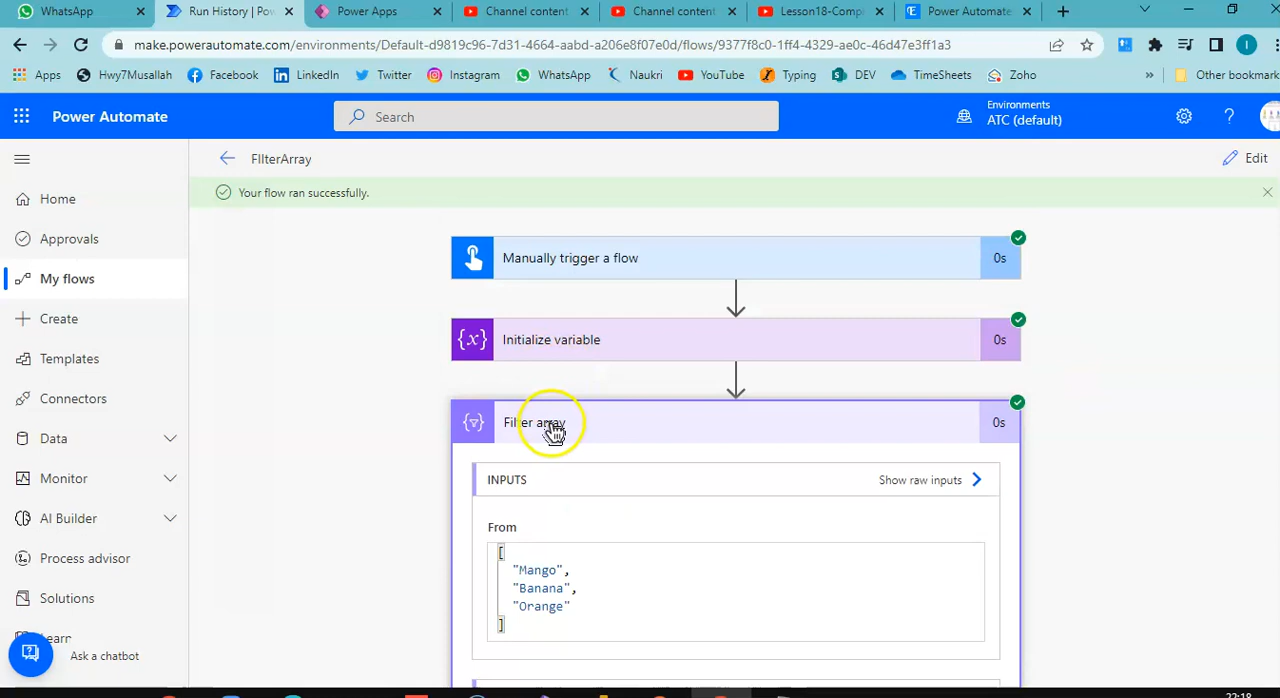 WhatsApp
Run History | Pow
Power Apps
Channel content
Channel content
Lesson18-Comp
Power Automate
make.powerautomate.com/environments/Default-d9819c96-7d31-4664-aabd-a206e8f07e0d/flows/9377f8c0-1ff4-4329-ae0c-46d47e3ff1a3
Apps
Hwy7Musallah
Facebook
LinkedIn
Twitter
Instagram
WhatsApp
Naukri
YouTube
Typing
DEV
TimeSheets
Zoho
»
Other bookmark
Power Automate
Search
Environments
ATC (default)
FIlterArray
Edit
Your flow ran successfully.
Home
Approvals
My flows
Create
Templates
Connectors
Data
Monitor
AI Builder
Process advisor
Solutions
Learn
Ask a chatbot
Manually trigger a flow
0s
Initialize variable
0s
Filter array
0s
INPUTS
Show raw inputs
From
[
"Mango",
"Banana",
"Orange"
]
22:18